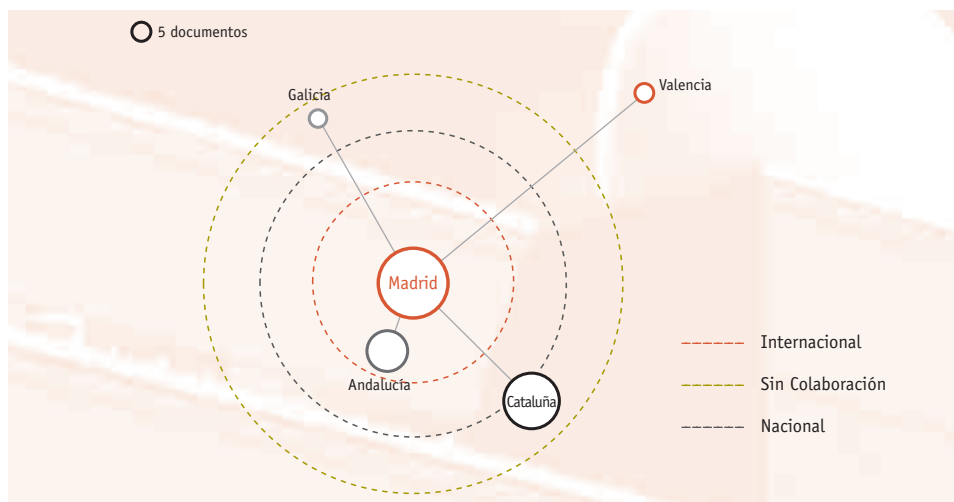 5 documentos
Galicia
Valencia
Madrid
Andalucía
Cataluña
Internacional
Sin Colaboración
Nacional